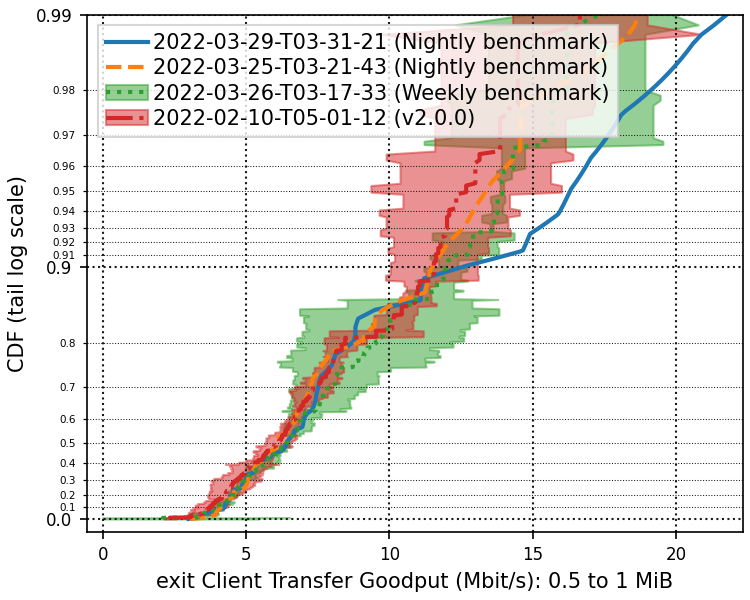 0.99
2022-03-29-T03-31-21 (Nightly benchmark)
2022-03-25-T03-21-43 (Nightly benchmark)
2022-03-26-T03-17-33 (Weekly benchmark)
2022-02-10-T05-01-12 (v2.0.0)
0.98
0.97
0.96
0.95
0.94
0.93
0.92
0.91
0.9
0.8
0.7
0.6
0.5
0.4
0.3
0.2
0.1
0.0
CDF (tail log scale)
0 5 10 15 20
exit Client Transfer Goodput (Mbit/s): 0.5 to 1 MiB